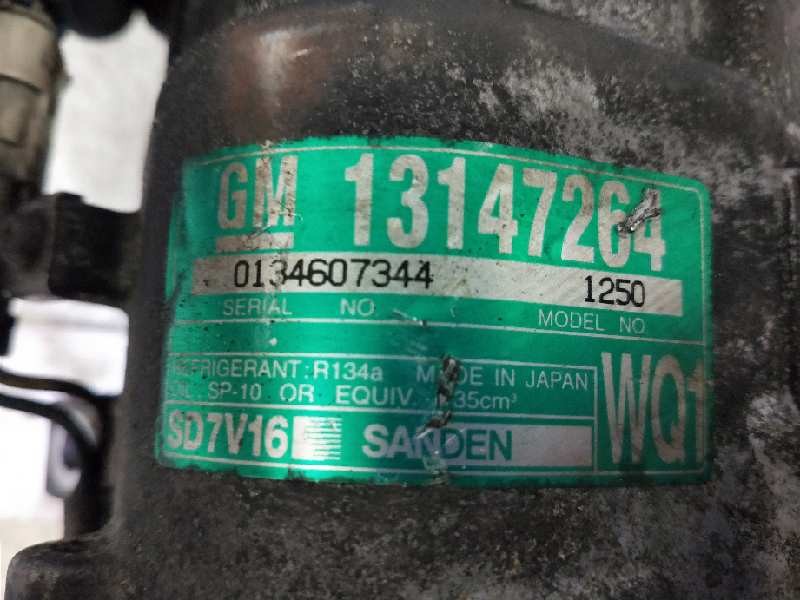 GM 13147264
0134607344 1250
SERIAL NO MODEL NO
REFRIGERANT:R134a MADE IN JAPAN
SP-10 OR EQUIV. 135cm³
SD7V16 SANDEN
WQ1